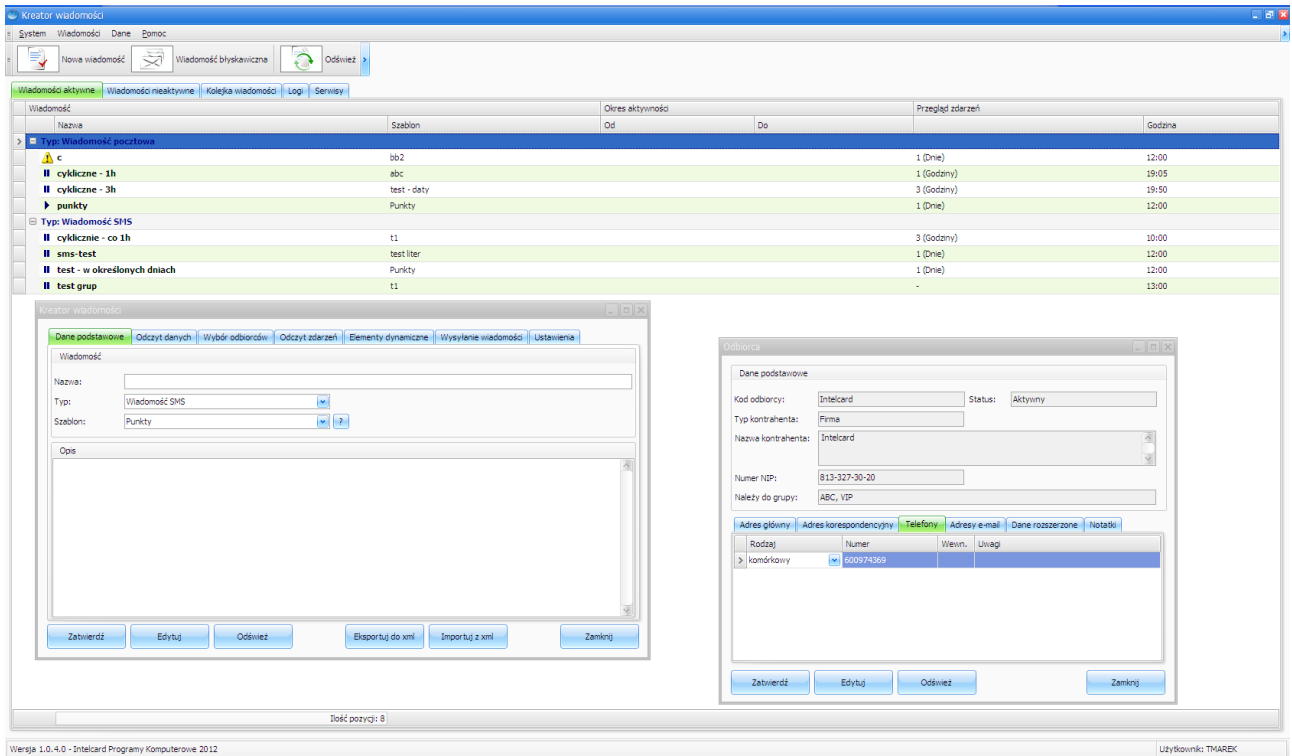 Kreator wiadomości
System Wiadomości Dane Pomoc
Nowa wiadomość Wiadomość błyskawiczna Odśwież
Wiadomości aktywne Wiadomości nieaktywne Kolejka wiadomości Logi Serwisy
Wiadomość Okres aktywności Przegląd zdarzeń
Nazwa Szablon Od Do Godzina
Typ: Wiadomość pocztowa
c bb2 1 (Dnie) 12:00
cykliczne - 1h abc 1 (Godziny) 19:05
cykliczne - 3h test - daty 3 (Godziny) 19:50
punkty Punkty 1 (Dnie) 12:00
Typ: Wiadomość SMS
cyklicznie - co 1h t1 3 (Godziny) 10:00
sms-test test liter 1 (Dnie) 12:00
test - w określonych dniach Punkty 1 (Dnie) 12:00
test grup t1 - 13:00
Kreator wiadomości
Dane podstawowe Odczyt danych Wybór odbiorców Odczyt zdarzeń Elementy dynamiczne Wysyłanie wiadomości Ustawienia
Wiadomość
Nazwa:
Typ: Wiadomość SMS
Szablon: Punkty ?
Opis
Zatwierdź Edytuj Odśwież Eksportuj do xml Importuj z xml Zamknij
Odbiorca
Dane podstawowe
Kod odbiorcy: Intelcard Status: Aktywny
Typ kontrahenta: Firma
Nazwa kontrahenta: Intelcard
Numer NIP: 813-327-30-20
Należy do grupy: ABC, VIP
Adres główny Adres korespondencyjny Telefony Adresy e-mail Dane rozszerzone Notatki
Rodzaj Numer Wewn. Uwagi
komórkowy 600974369
Zatwierdź Edytuj Odśwież Zamknij
Ilość pozycji: 8
Wersja 1.0.4.0 - Intelcard Programy Komputerowe 2012 Użytkownik: TMAREK